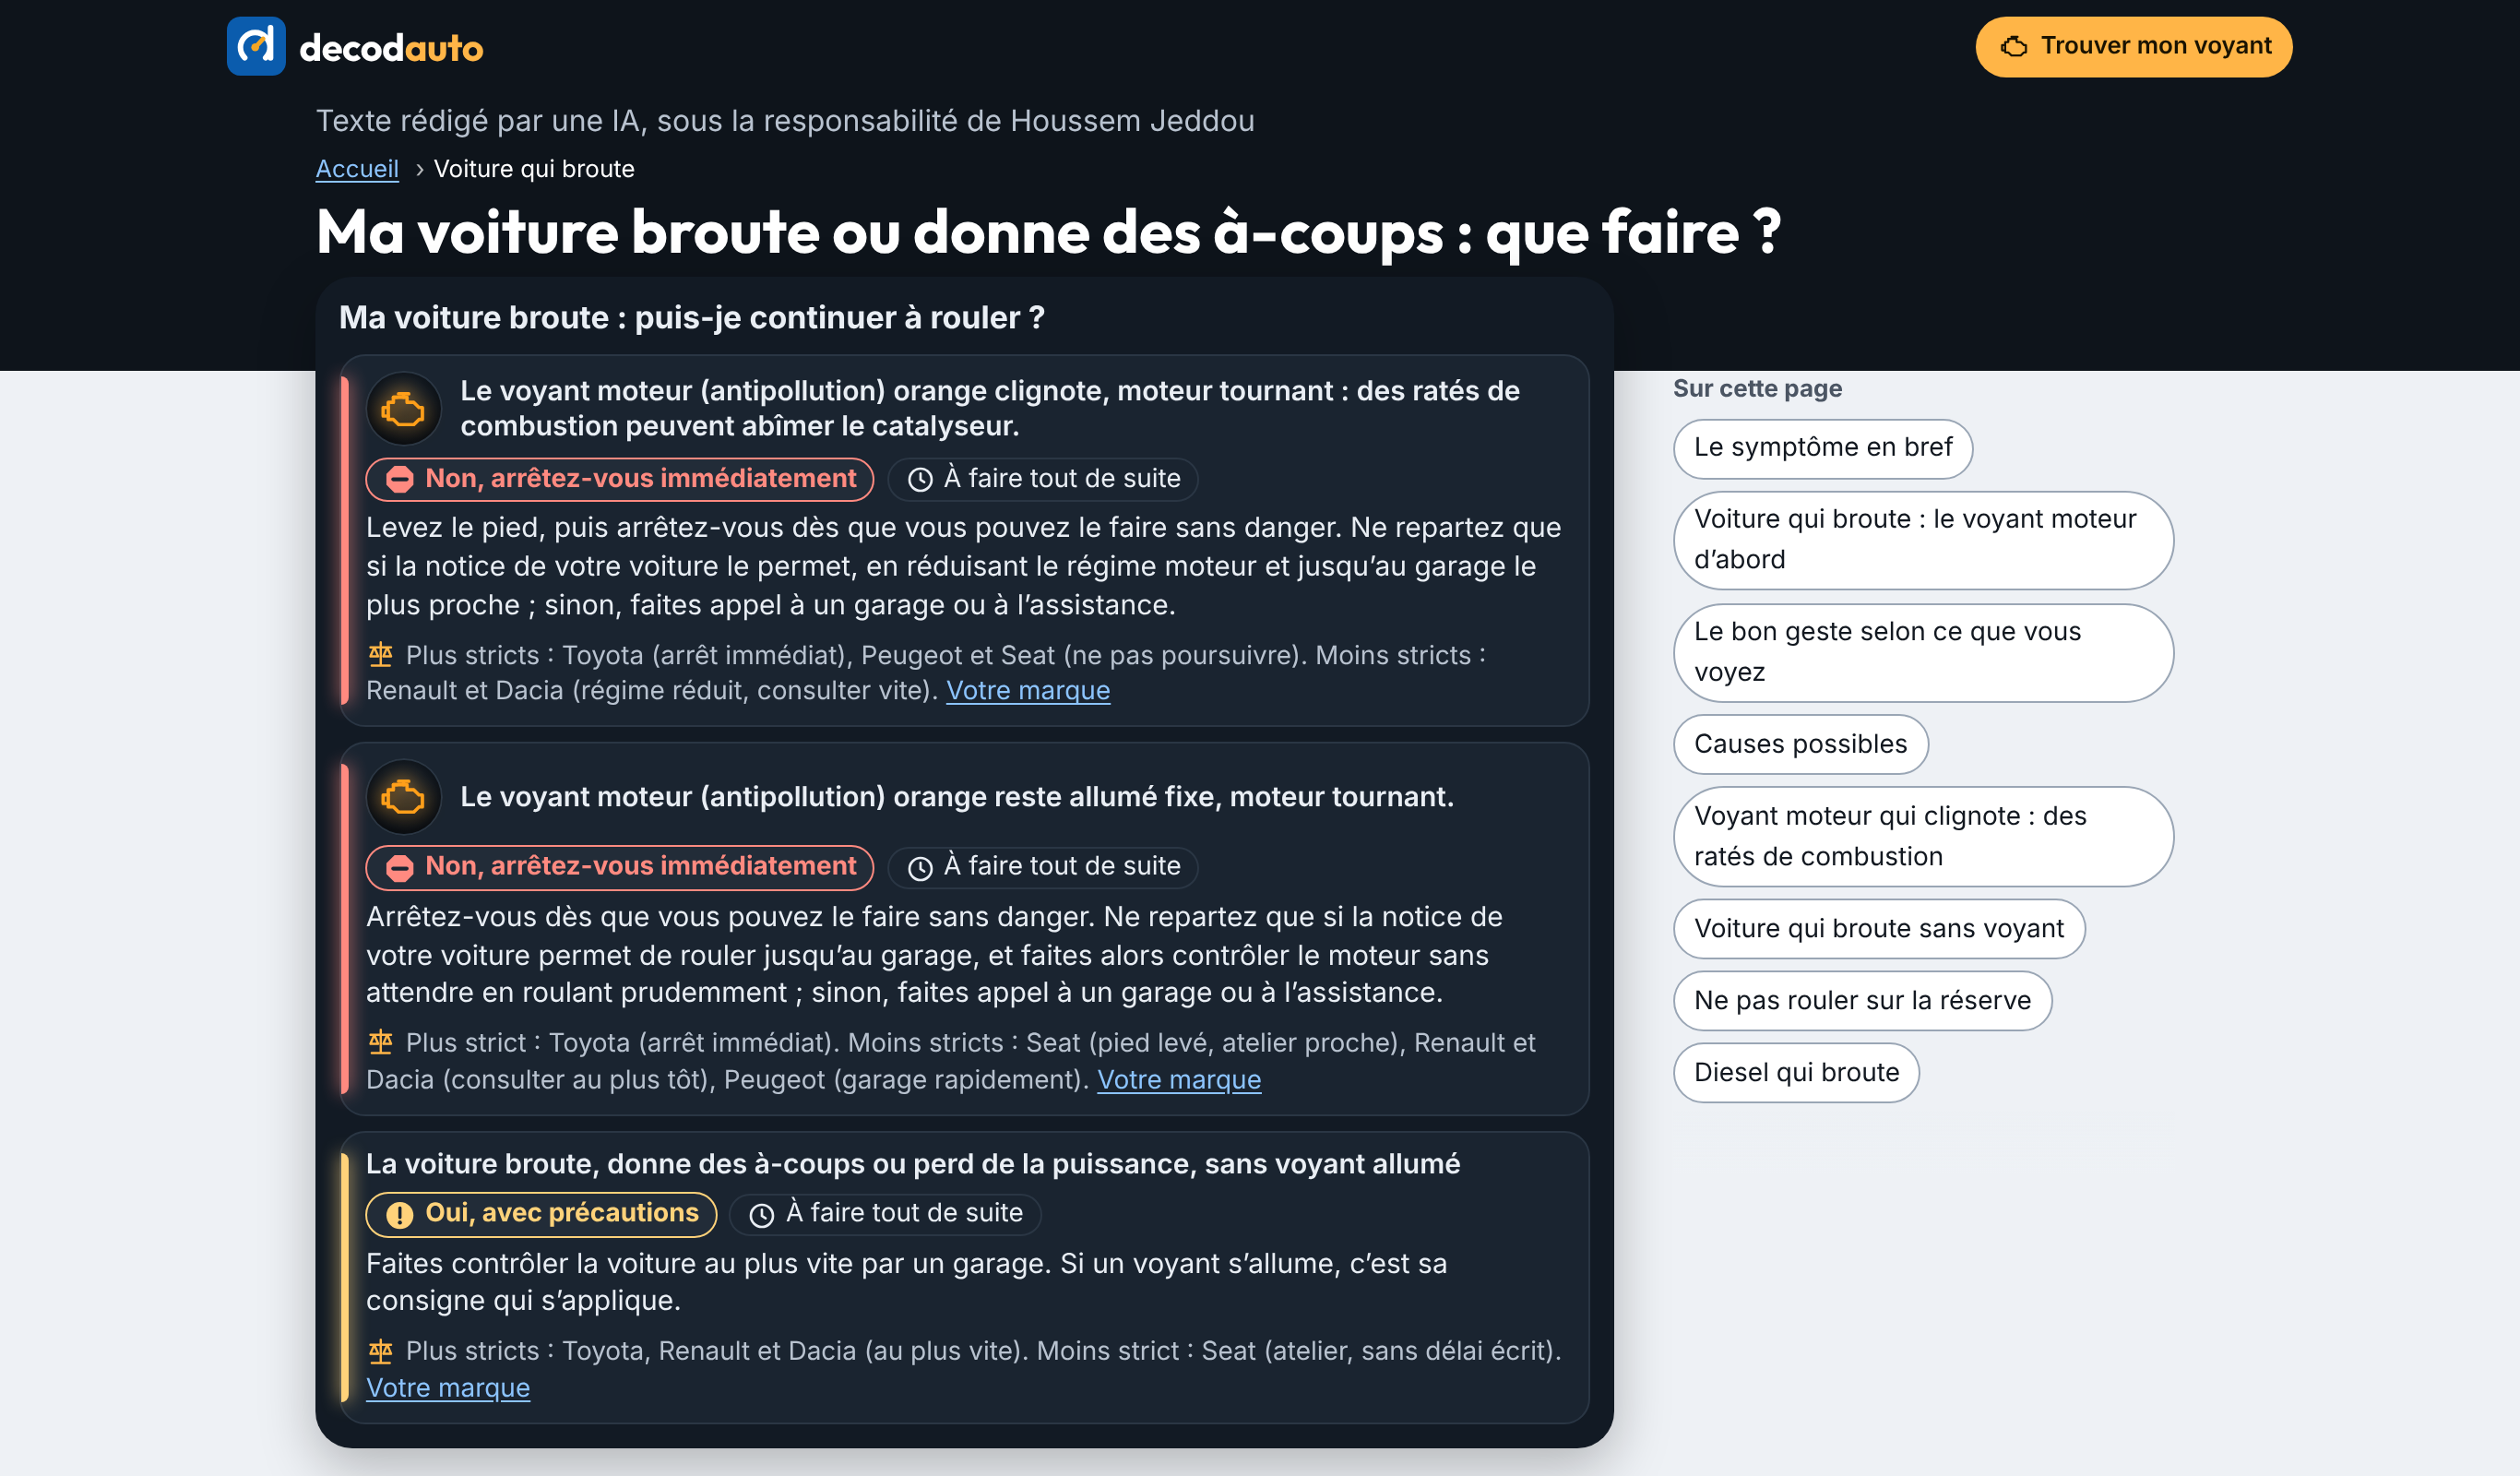 decodauto
Trouver mon voyant
Texte rédigé par une IA, sous la responsabilité de Houssem Jeddou
Accueil › Voiture qui broute
Ma voiture broute ou donne des à-coups : que faire ?
Ma voiture broute : puis-je continuer à rouler ?
Le voyant moteur (antipollution) orange clignote, moteur tournant : des ratés de
combustion peuvent abîmer le catalyseur.
Non, arrêtez-vous immédiatement
À faire tout de suite
Levez le pied, puis arrêtez-vous dès que vous pouvez le faire sans danger. Ne repartez que
si la notice de votre voiture le permet, en réduisant le régime moteur et jusqu’au garage le
plus proche ; sinon, faites appel à un garage ou à l’assistance.
Plus stricts : Toyota (arrêt immédiat), Peugeot et Seat (ne pas poursuivre). Moins stricts :
Renault et Dacia (régime réduit, consulter vite). Votre marque
Le voyant moteur (antipollution) orange reste allumé fixe, moteur tournant.
Non, arrêtez-vous immédiatement
À faire tout de suite
Arrêtez-vous dès que vous pouvez le faire sans danger. Ne repartez que si la notice de
votre voiture permet de rouler jusqu’au garage, et faites alors contrôler le moteur sans
attendre en roulant prudemment ; sinon, faites appel à un garage ou à l’assistance.
Plus strict : Toyota (arrêt immédiat). Moins stricts : Seat (pied levé, atelier proche), Renault et
Dacia (consulter au plus tôt), Peugeot (garage rapidement). Votre marque
La voiture broute, donne des à-coups ou perd de la puissance, sans voyant allumé
Oui, avec précautions
À faire tout de suite
Faites contrôler la voiture au plus vite par un garage. Si un voyant s’allume, c’est sa
consigne qui s’applique.
Plus stricts : Toyota, Renault et Dacia (au plus vite). Moins strict : Seat (atelier, sans délai écrit).
Votre marque
Sur cette page
Le symptôme en bref
Voiture qui broute : le voyant moteur
d’abord
Le bon geste selon ce que vous
voyez
Causes possibles
Voyant moteur qui clignote : des
ratés de combustion
Voiture qui broute sans voyant
Ne pas rouler sur la réserve
Diesel qui broute